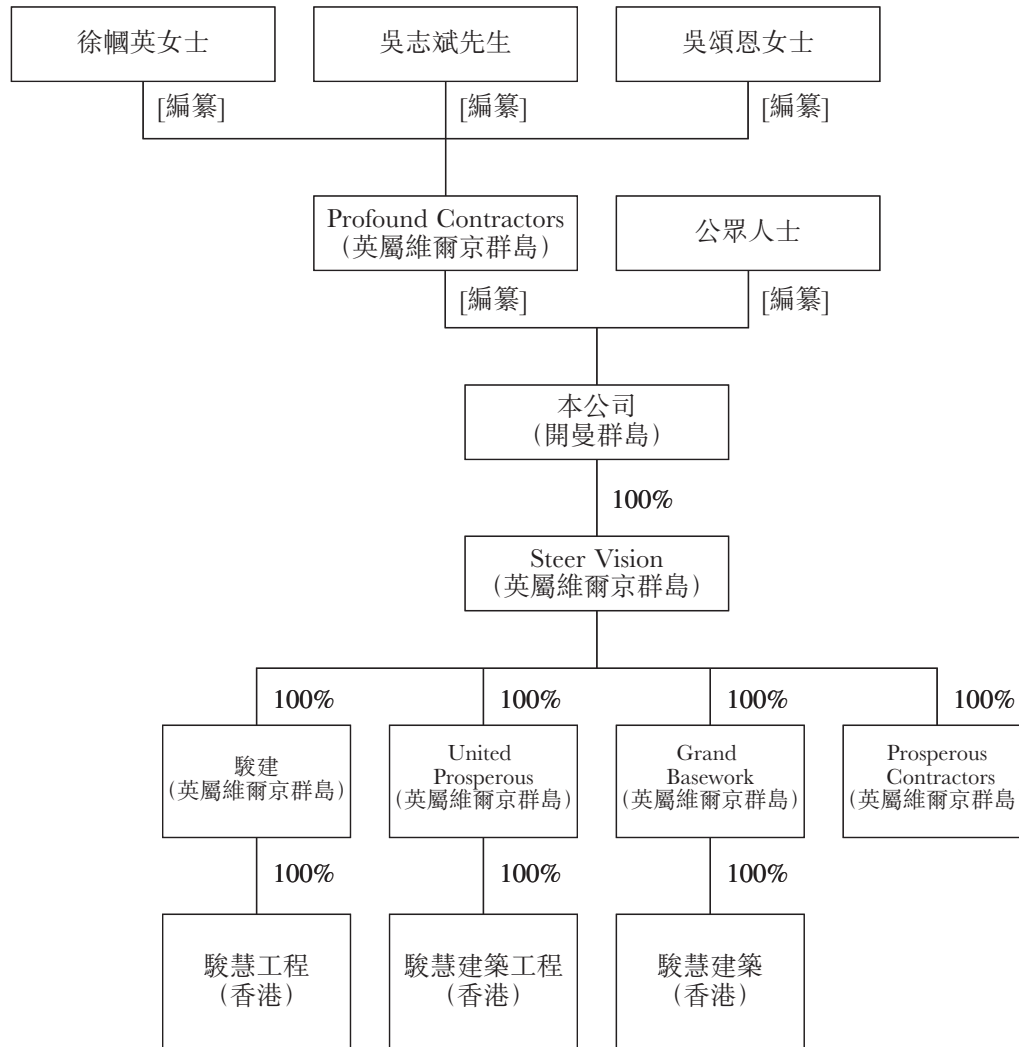 徐幗英女士
吳志斌先生
吳頌恩女士
[編纂]
[編纂]
[編纂]
Profound Contractors
(英屬維爾京群島)
公眾人士
[編纂]
[編纂]
本公司
(開曼群島)
100%
Steer Vision
(英屬維爾京群島)
100%
100%
100%
100%
駿建
(英屬維爾京群島)
United
Prosperous
(英屬維爾京群島)
Grand
Basework
(英屬維爾京群島)
Prosperous
Contractors
(英屬維爾京群島
100%
100%
100%
駿慧工程
(香港)
駿慧建築工程
(香港)
駿慧建築
(香港)